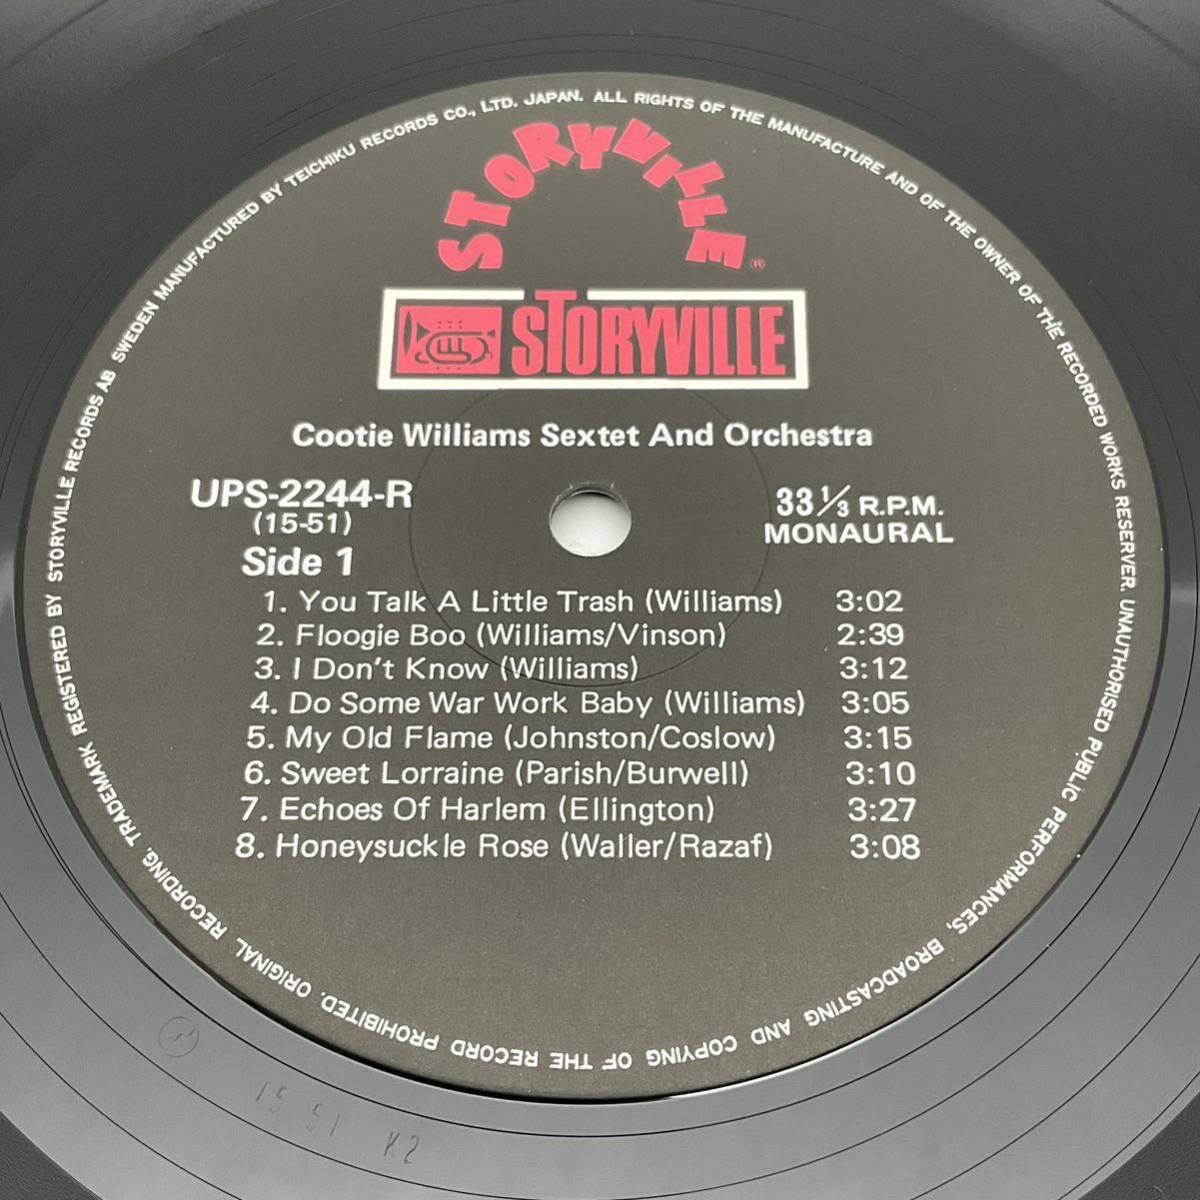 TRADEMARK REGISTERED BY STORYVILLE RECORDS AB SWEDEN MANUFACTURED BY TEICHIKU RECORDS CO., LTD. JAPAN. ALL RIGHTS OF THE MANUFACTURE AND OF THE OWNER OF THE RECORDED WORKS RESERVER. UNAUTHORISED PUBLIC PERFORMANCES, BROADCASTING AND COPYING OF THE RECORD PROHIBITED. ORIGINAL RECORDING.
STORYVILLE ®
STORYVILLE
Cootie Williams Sextet And Orchestra
UPS-2244-R
(15-51)
Side 1
33 1/3 R.P.M.
MONAURAL
1. You Talk A Little Trash (Williams) 3:02
2. Floogie Boo (Williams/Vinson) 2:39
3. I Don't Know (Williams) 3:12
4. Do Some War Work Baby (Williams) 3:05
5. My Old Flame (Johnston/Coslow) 3:15
6. Sweet Lorraine (Parish/Burwell) 3:10
7. Echoes Of Harlem (Ellington) 3:27
8. Honeysuckle Rose (Waller/Razaf) 3:08
15 51 K2